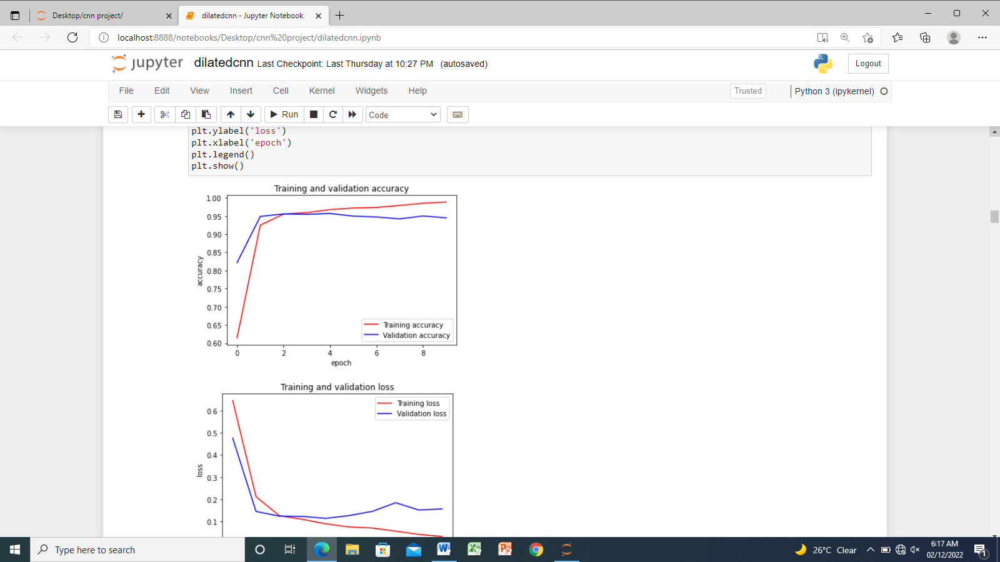 Desktop/cnn project/
dilatedcnn - Jupyter Notebook
localhost:8888/notebooks/Desktop/cnn%20project/dilatedcnn.ipynb
jupyter dilatedcnn Last Checkpoint: Last Thursday at 10:27 PM (autosaved)
Logout
File Edit View Insert Cell Kernel Widgets Help
Trusted
Python 3 (ipykernel)
Run
Code
plt.ylabel('loss')
plt.xlabel('epoch')
plt.legend()
plt.show()
Training and validation accuracy
1.00
0.95
0.90
0.85
0.80
0.75
0.70
0.65
0.60
accuracy
Training accuracy
Validation accuracy
0 2 4 6 8
epoch
Training and validation loss
Training loss
Validation loss
0.6
0.5
0.4
0.3
0.2
0.1
loss
Type here to search
26°C Clear
6:17 AM
02/12/2022
1